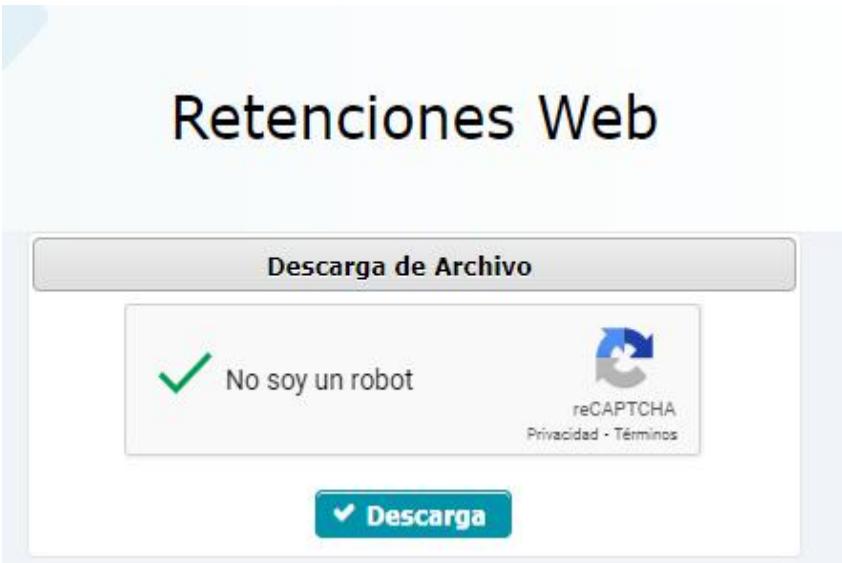 Retenciones Web
Descarga de Archivo
No soy un robot
reCAPTCHA
Privacidad - Términos
Descarga